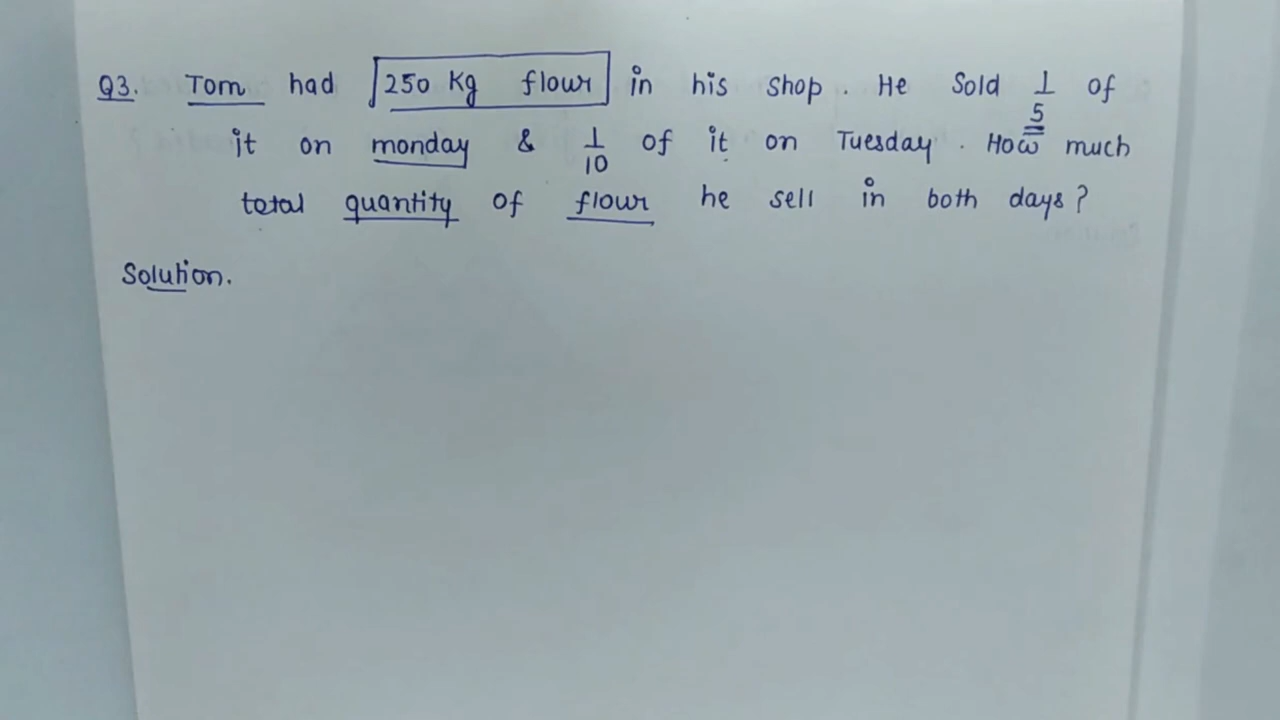 Q3. Tom had 250 Kg flour in his shop. He Sold 1/5 of
it on monday & 1/10 of it on Tuesday. How much
total quantity of flour he sell in both days?
Solution.